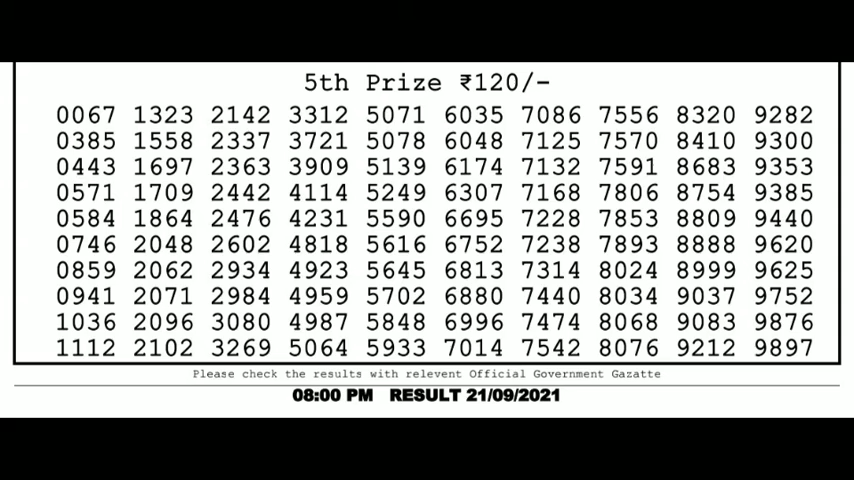 5th Prize ₹120/-
0067 1323 2142 3312 5071 6035 7086 7556 8320 9282
0385 1558 2337 3721 5078 6048 7125 7570 8410 9300
0443 1697 2363 3909 5139 6174 7132 7591 8683 9353
0571 1709 2442 4114 5249 6307 7168 7806 8754 9385
0584 1864 2476 4231 5590 6695 7228 7853 8809 9440
0746 2048 2602 4818 5616 6752 7238 7893 8888 9620
0859 2062 2934 4923 5645 6813 7314 8024 8999 9625
0941 2071 2984 4959 5702 6880 7440 8034 9037 9752
1036 2096 3080 4987 5848 6996 7474 8068 9083 9876
1112 2102 3269 5064 5933 7014 7542 8076 9212 9897
Please check the results with relevent Official Government Gazatte
08:00 PM RESULT 21/09/2021